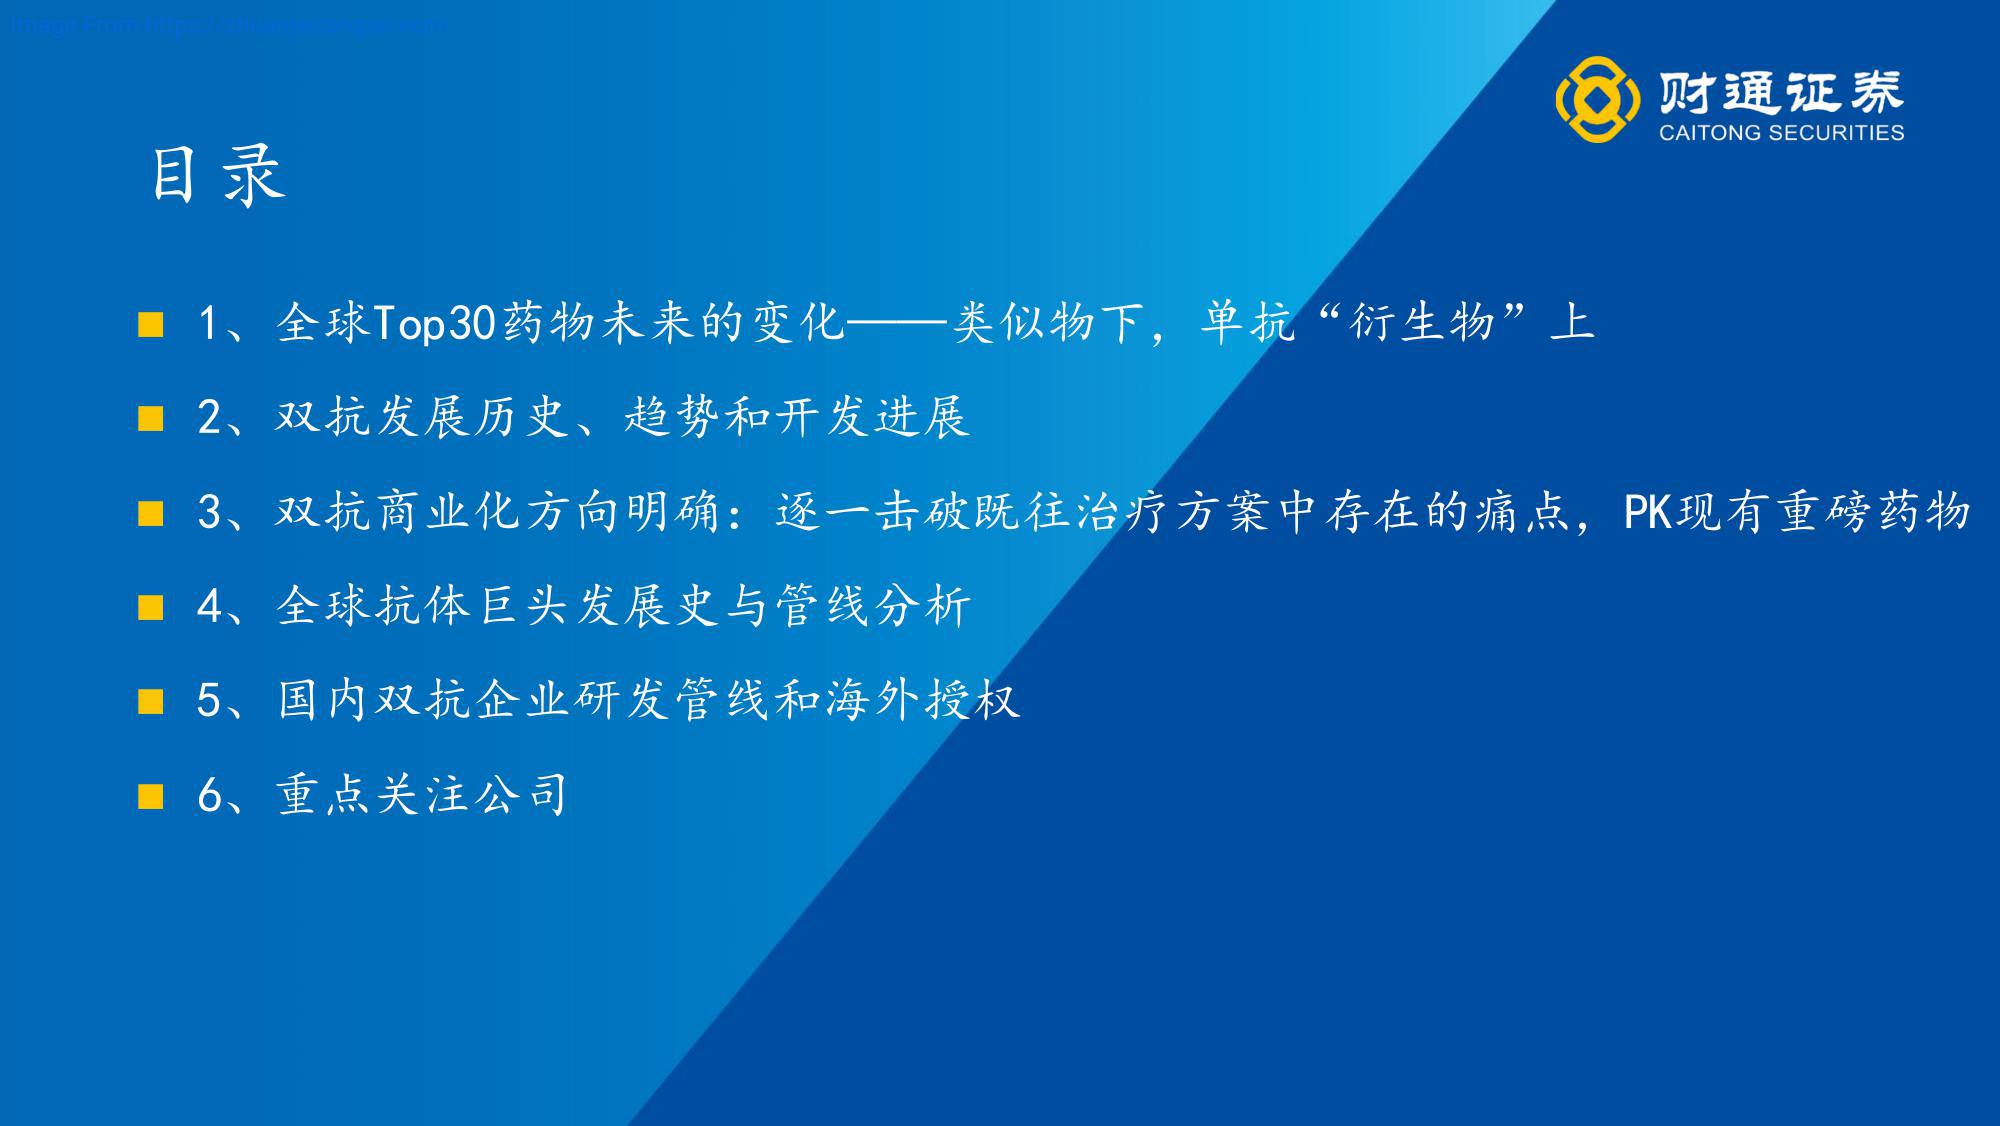 Image From https://
财通证券
CAITONG SECURITIES
目录
■ 1、全球Top30药物未来的变化——类似物下，单抗“衍生物”上
■ 2、双抗发展历史、趋势和开发进展
■ 3、双抗商业化方向明确：逐一击破既往治疗方案中存在的痛点，PK现有重磅药物
■ 4、全球抗体巨头发展史与管线分析
■ 5、国内双抗企业研发管线和海外授权
■ 6、重点关注公司